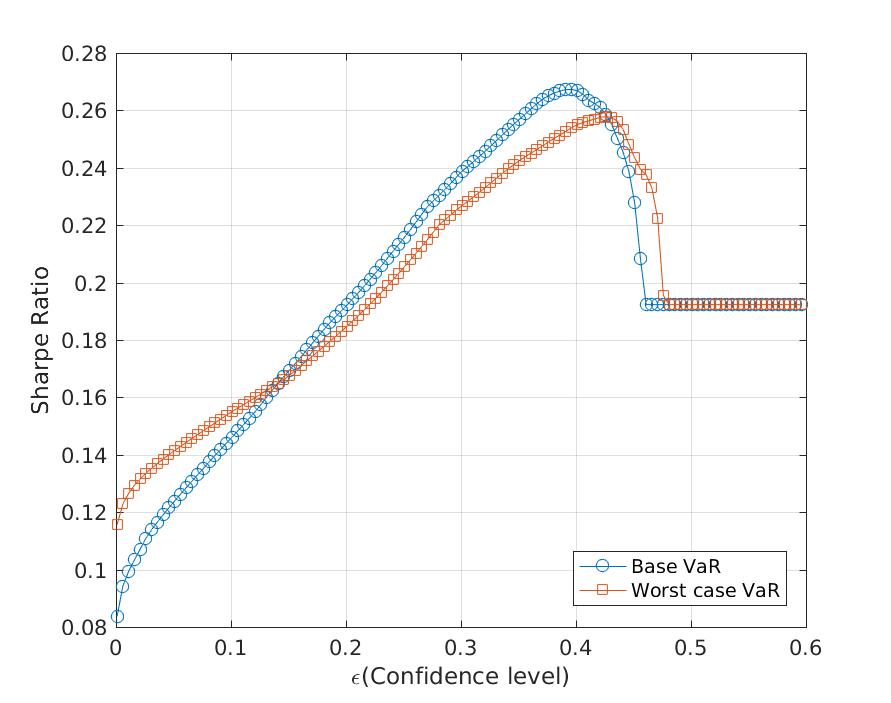 0.28
0.26
0.24
0.22
0.2
0.18
0.16
0.14
0.12
0.1
0.08
Sharpe Ratio
Base VaR
Worst case VaR
0 0.1 0.2 0.3 0.4 0.5 0.6
ϵ(Confidence level)